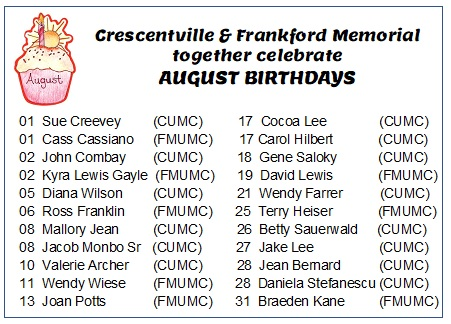 August
Crescentville & Frankford Memorial
together celebrate
AUGUST BIRTHDAYS
01 Sue Creevey (CUMC)
01 Cass Cassiano (FMUMC)
02 John Combay (CUMC)
02 Kyra Lewis Gayle (FMUMC)
05 Diana Wilson (CUMC)
06 Ross Franklin (FMUMC)
08 Mallory Jean (CUMC)
08 Jacob Monbo Sr (CUMC)
10 Valerie Archer (CUMC)
11 Wendy Wiese (FMUMC)
13 Joan Potts (FMUMC)
17 Cocoa Lee (CUMC)
17 Carol Hilbert (CUMC)
18 Gene Saloky (CUMC)
19 David Lewis (FMUMC)
21 Wendy Farrer (CUMC)
25 Terry Heiser (FMUMC)
26 Betty Sauerwald (CUMC)
27 Jake Lee (CUMC)
28 Jean Bernard (CUMC)
28 Daniela Stefanescu (CUMC)
31 Braeden Kane (FMUMC)